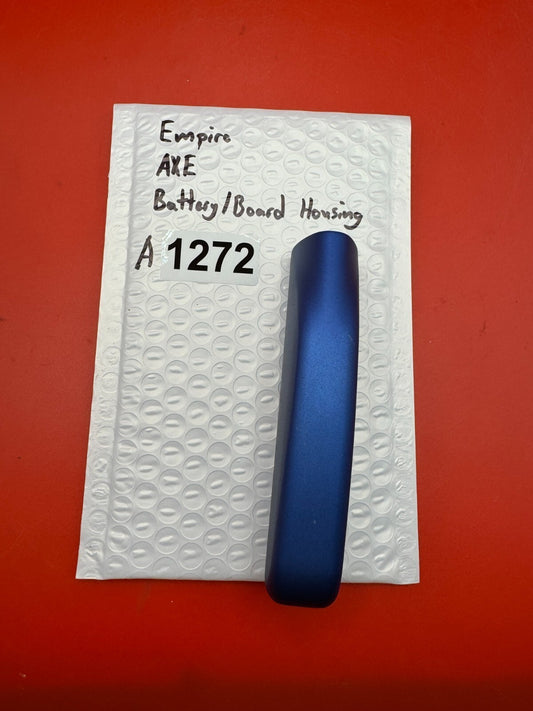 Empire
AXE
Battery/Board Housing
A 1272